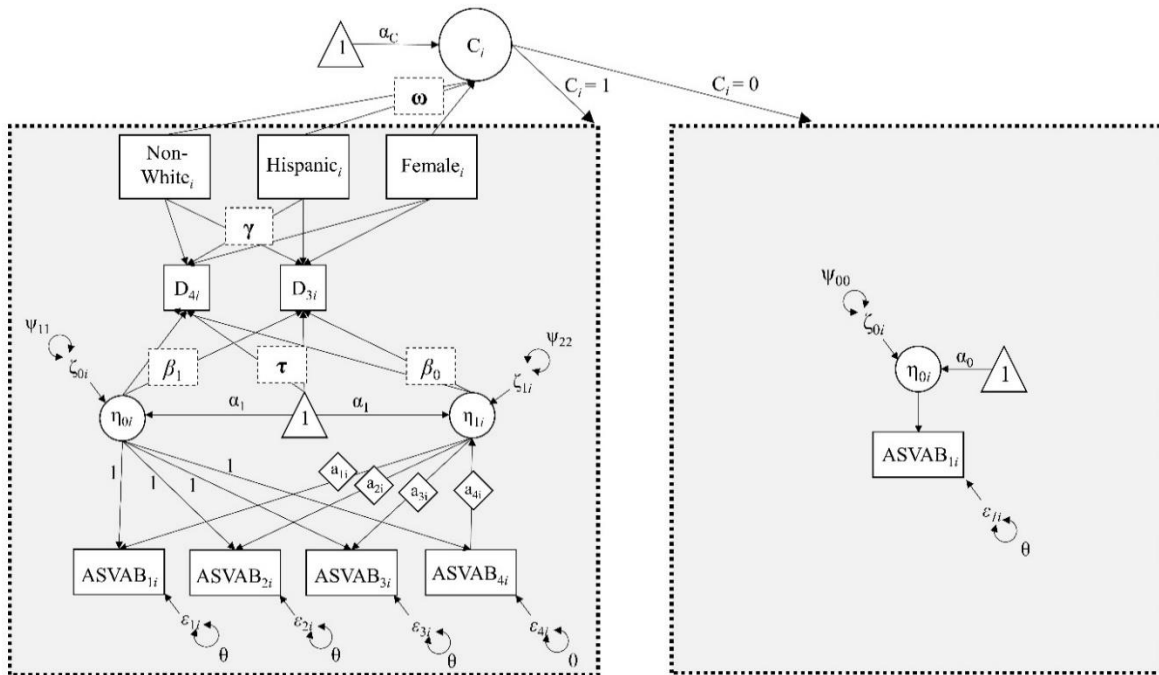 1
α_C
C_i
C_i = 1
C_i = 0
ω
Non-
White_i
Hispanic_i
Female_i
γ
D_4i
D_3i
ψ_11
ζ_0i
β_1
τ
β_0
ψ_22
ζ_1i
η_0i
α_1
1
α_1
η_1i
1
1
1
1
a_1i
a_2i
a_3i
a_4i
ASVAB_1i
ASVAB_2i
ASVAB_3i
ASVAB_4i
ε_1i
θ
ε_2i
θ
ε_3i
θ
ε_4i
θ
ψ_00
ζ_0i
η_0i
α_0
1
ASVAB_1i
ε_1i
θ